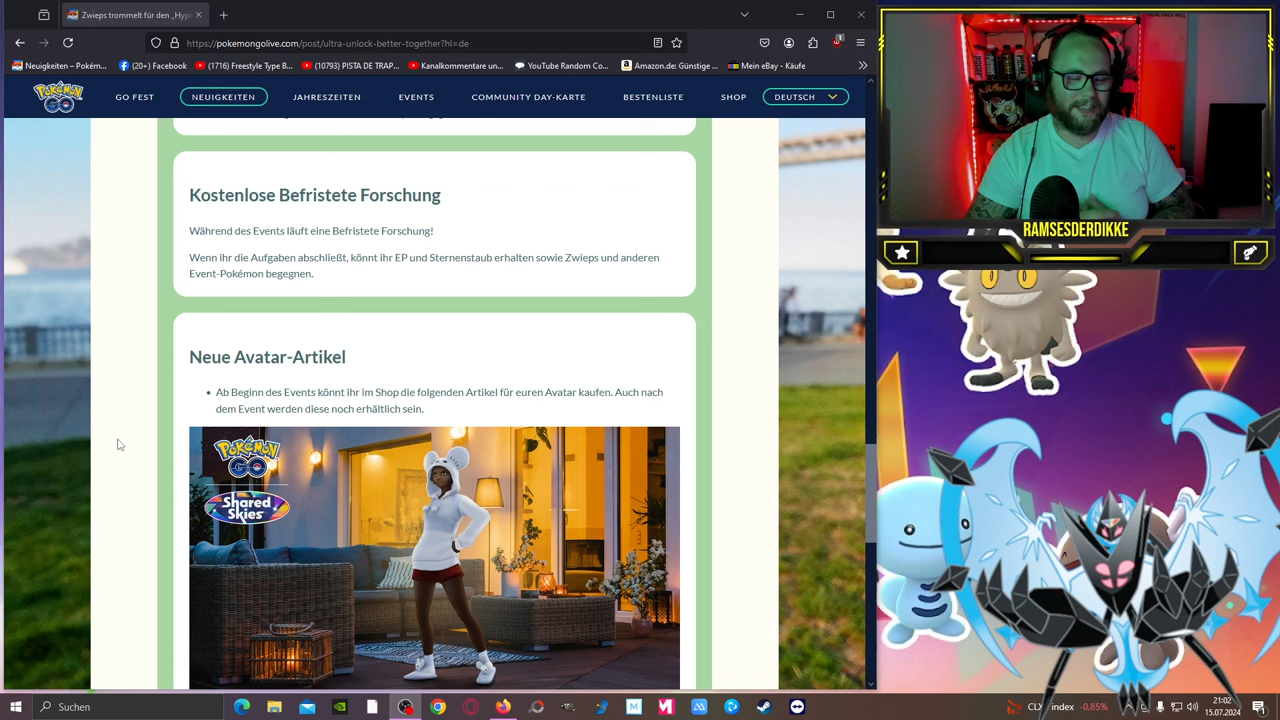 Zwieps trommelt für den „Hype
https://pokemongolive.com/post/ultra-unlock-better-together?hl=de
Neuigkeiten – Pokém… (20+) Facebook (1716) Freestyle Type B… (1079) PISTA DE TRAP… Kanalkommentare un… YouTube Random Co… Amazon.de: Günstige … Mein eBay - Käufe
POKÉMON GO
GO FEST NEUIGKEITEN JAHRESZEITEN EVENTS COMMUNITY DAY-KARTE BESTENLISTE SHOP DEUTSCH
Kostenlose Befristete Forschung
Während des Events läuft eine Befristete Forschung!
Wenn ihr die Aufgaben abschließt, könnt ihr EP und Sternenstaub erhalten sowie Zwieps und anderen
Event-Pokémon begegnen.
Neue Avatar-Artikel
Ab Beginn des Events könnt ihr im Shop die folgenden Artikel für euren Avatar kaufen. Auch nach
dem Event werden diese noch erhältlich sein.
POKÉMON
GO
Shared
Skies
RAMSESDERDIKKE
Suchen
CLX index -0,85%
21:02
15.07.2024